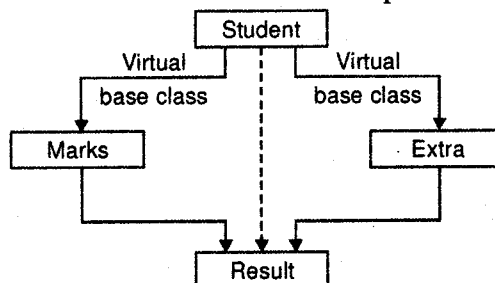 Student
Virtual Virtual
base class base class
Marks Extra
Result